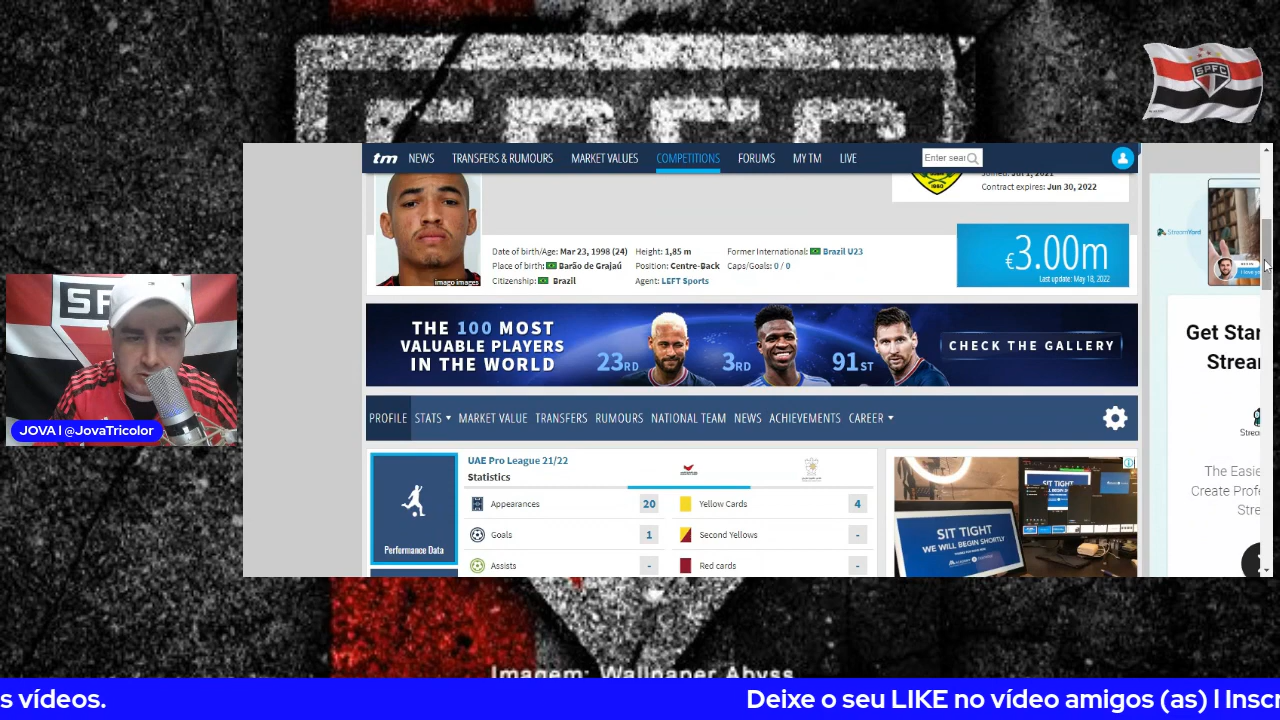 SPFC
tm NEWS TRANSFERS & RUMOURS MARKET VALUES COMPETITIONS FORUMS MY TM LIVE
Contract expires: Jun 30, 2022
Date of birth/Age: Mar 23, 1998 (24) Height: 1,85 m Former International: Brazil U23
Place of birth: Barão de Grajaú Position: Centre-Back Caps/Goals: 0 / 0
Citizenship: Brazil Agent: LEFT Sports
imago images
€3.00m
Last update: May 18, 2022
StreamYard
THE 100 MOST
VALUABLE PLAYERS
IN THE WORLD
23RD 3RD 91ST
CHECK THE GALLERY
Get Star
Strea
PROFILE STATS MARKET VALUE TRANSFERS RUMOURS NATIONAL TEAM NEWS ACHIEVEMENTS CAREER
JOVA l @JovaTricolor
UAE Pro League 21/22
Statistics
Appearances 20 Yellow Cards 4
Goals 1 Second Yellows -
Assists - Red cards -
Performance Data
SIT TIGHT
WE WILL BEGIN SHORTLY
The Easie
Create Profe
Stre
Imagem: Wallpaper Abyss
s vídeos. Deixe o seu LIKE no vídeo amigos (as) l Inscr